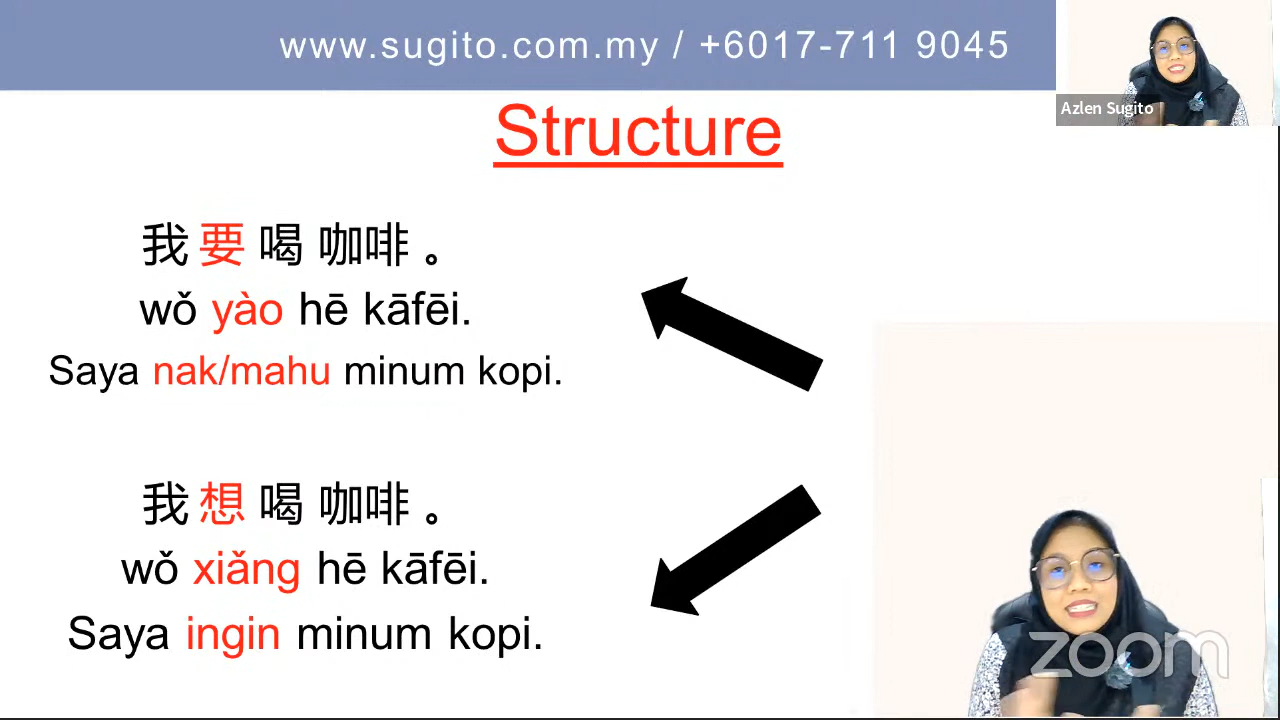 www.sugito.com.my / +6017-711 9045
Azlen Sugito
Structure
我 要 喝 咖啡 。
wǒ yào hē kāfēi.
Saya nak/mahu minum kopi.
我 想 喝 咖啡 。
wǒ xiǎng hē kāfēi.
Saya ingin minum kopi.
zoom